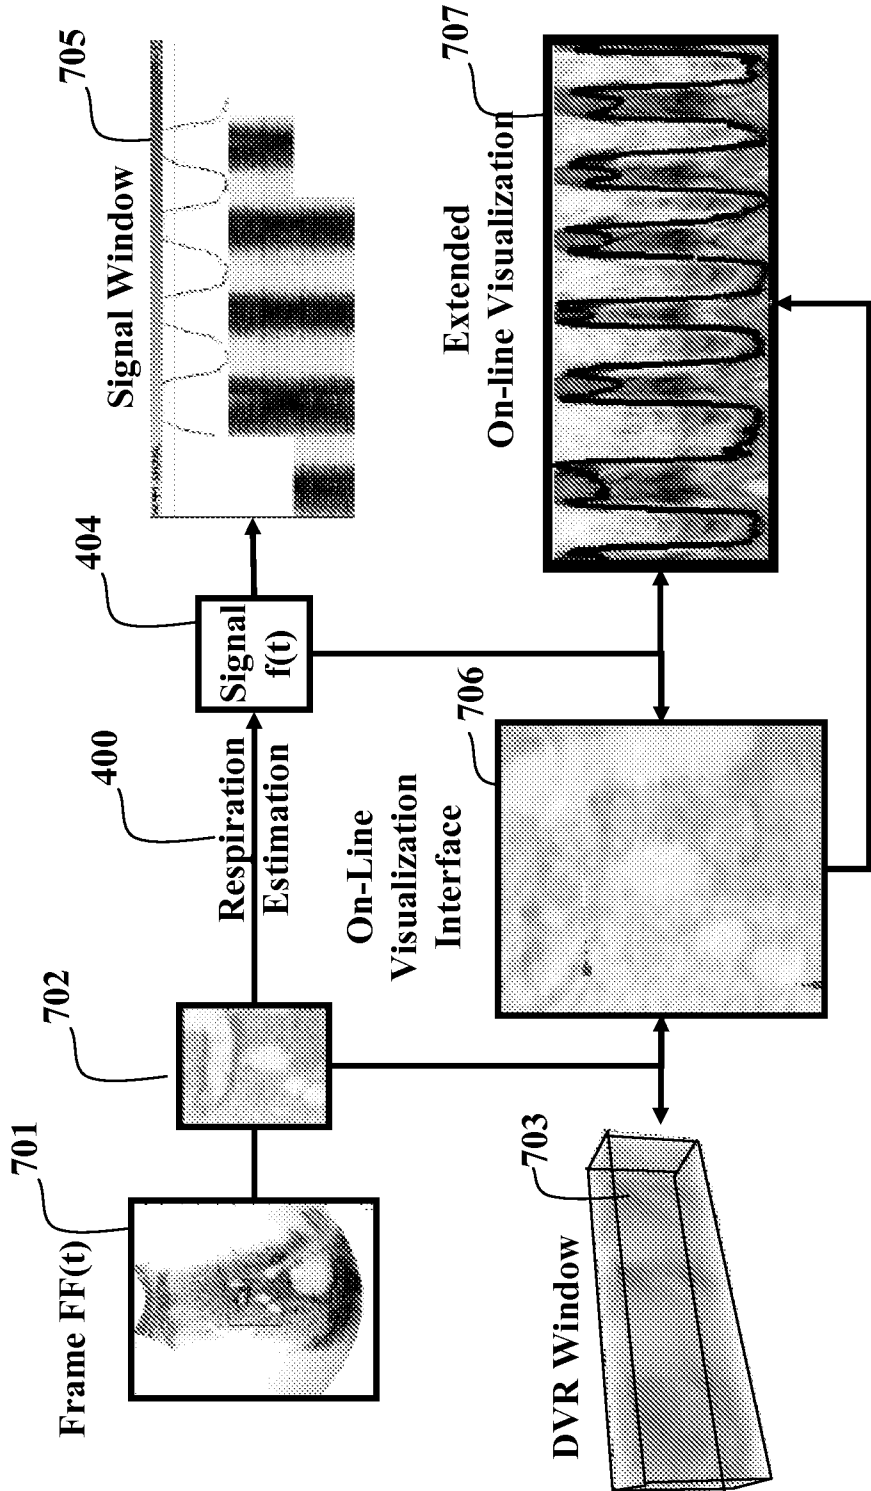 Frame FF(t)
701
702
Respiration
Estimation
400
Signal
f(t)
404
Signal Window
705
DVR Window
703
On-Line
Visualization
Interface
706
Extended
On-line Visualization
707